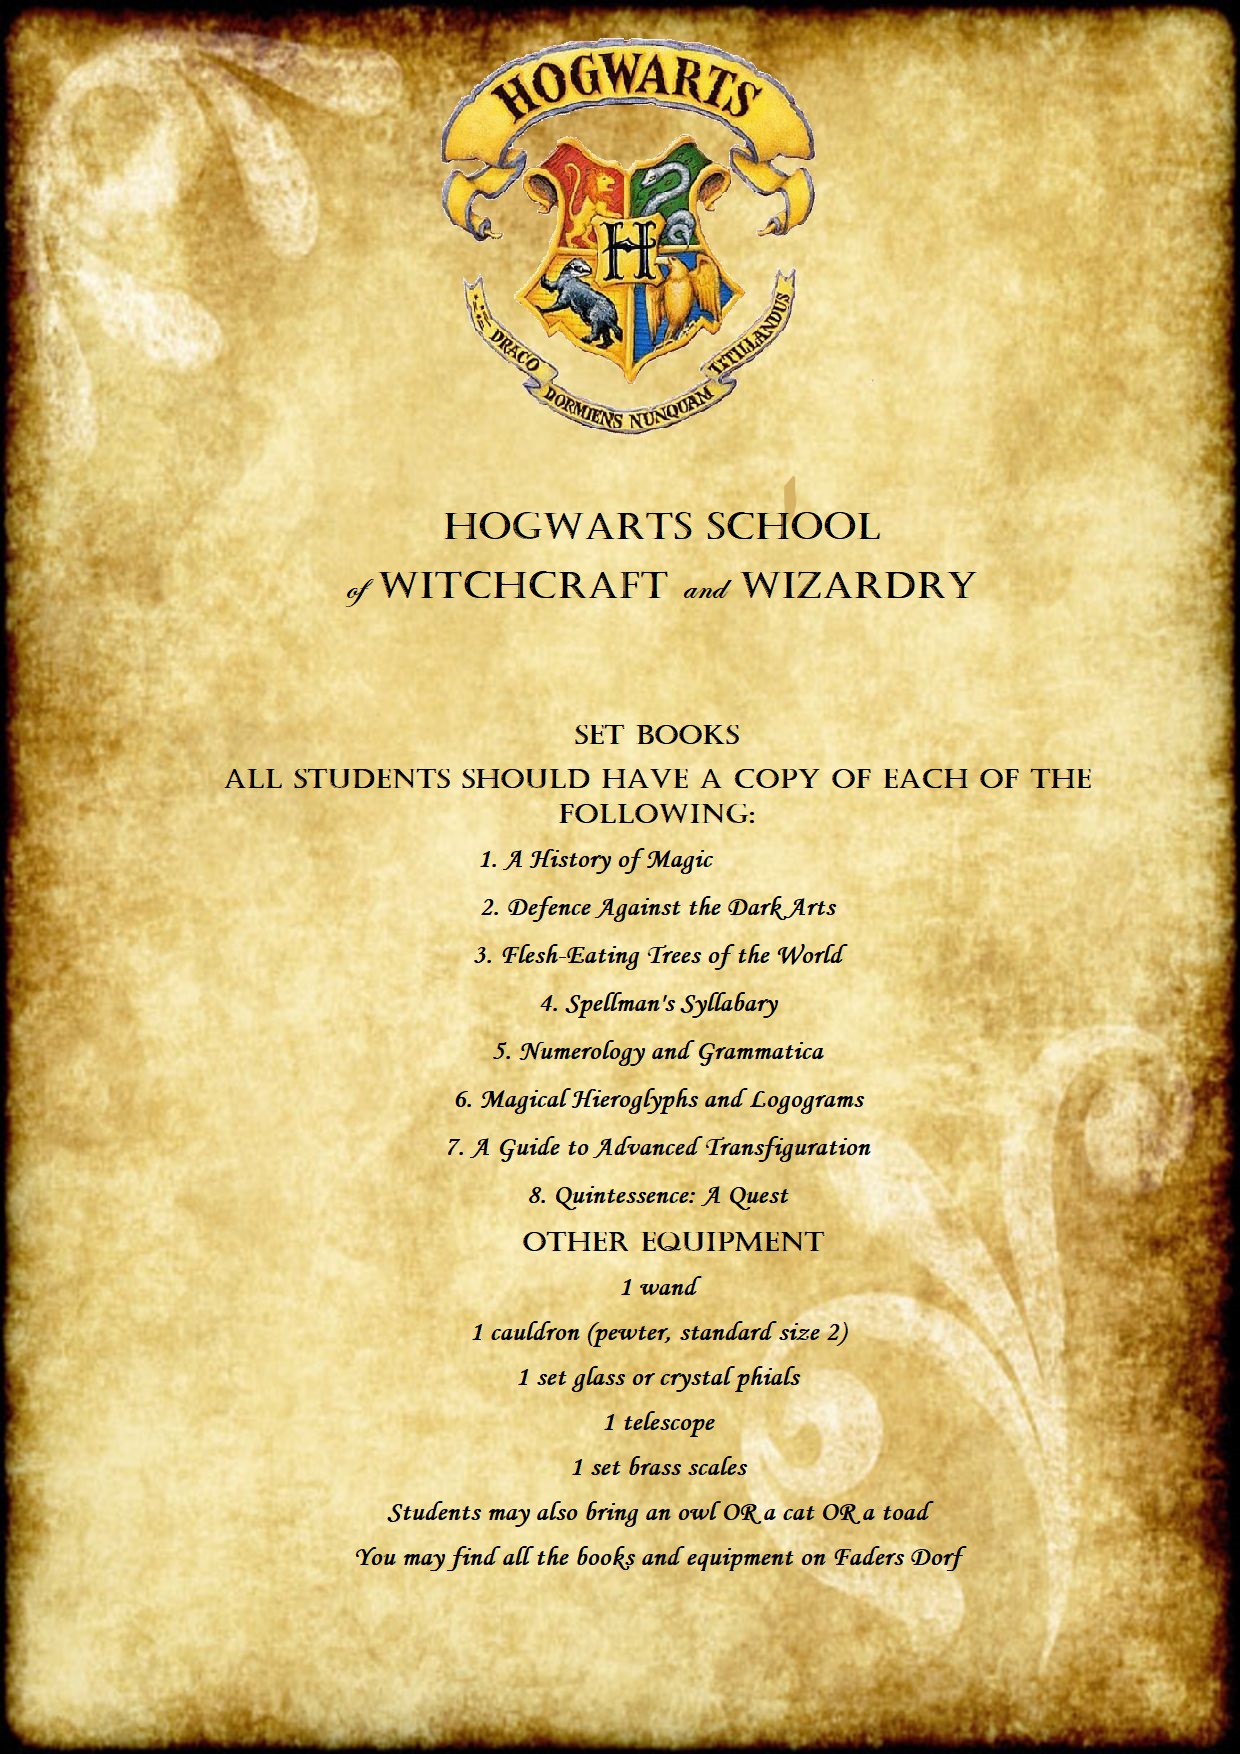 HOGWARTS
DRACO
DORMIENS NUNQUAM
TITILLANDUS
HOGWARTS SCHOOL
of WITCHCRAFT and WIZARDRY
SET BOOKS
ALL STUDENTS SHOULD HAVE A COPY OF EACH OF THE
FOLLOWING:
1. A History of Magic
2. Defence Against the Dark Arts
3. Flesh-Eating Trees of the World
4. Spellman's Syllabary
5. Numerology and Grammatica
6. Magical Hieroglyphs and Logograms
7. A Guide to Advanced Transfiguration
8. Quintessence: A Quest
OTHER EQUIPMENT
1 wand
1 cauldron (pewter, standard size 2)
1 set glass or crystal phials
1 telescope
1 set brass scales
Students may also bring an owl OR a cat OR a toad
You may find all the books and equipment on Faders Dorf